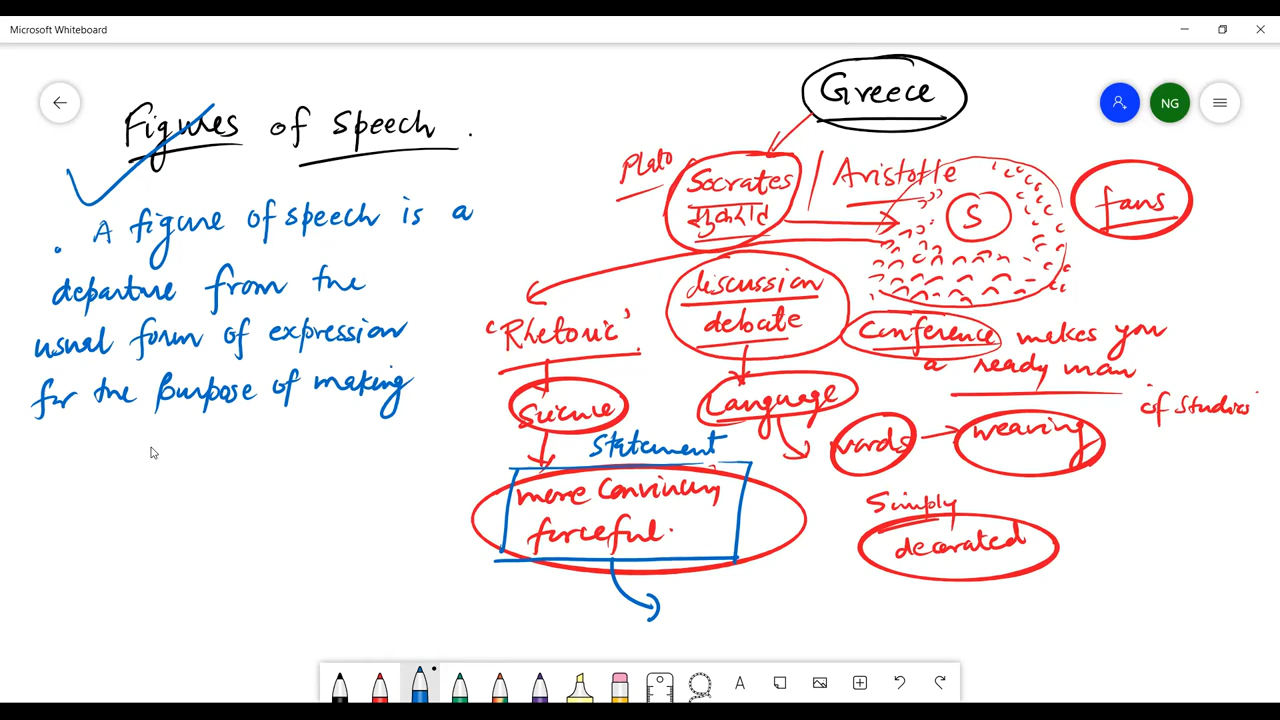 Microsoft Whiteboard
NG
Figures of speech.
. A figure of speech is a
departure from the
usual form of expression
for the purpose of making
Greece
Plato
Socrates / Aristotle
सुकरात
S
fans
discussion
debate
'Rhetoric'
Conference makes you
a ready man
of studies
Science
Language
words
weaving
Statement
more convincing
forceful.
Simply
decorated
A